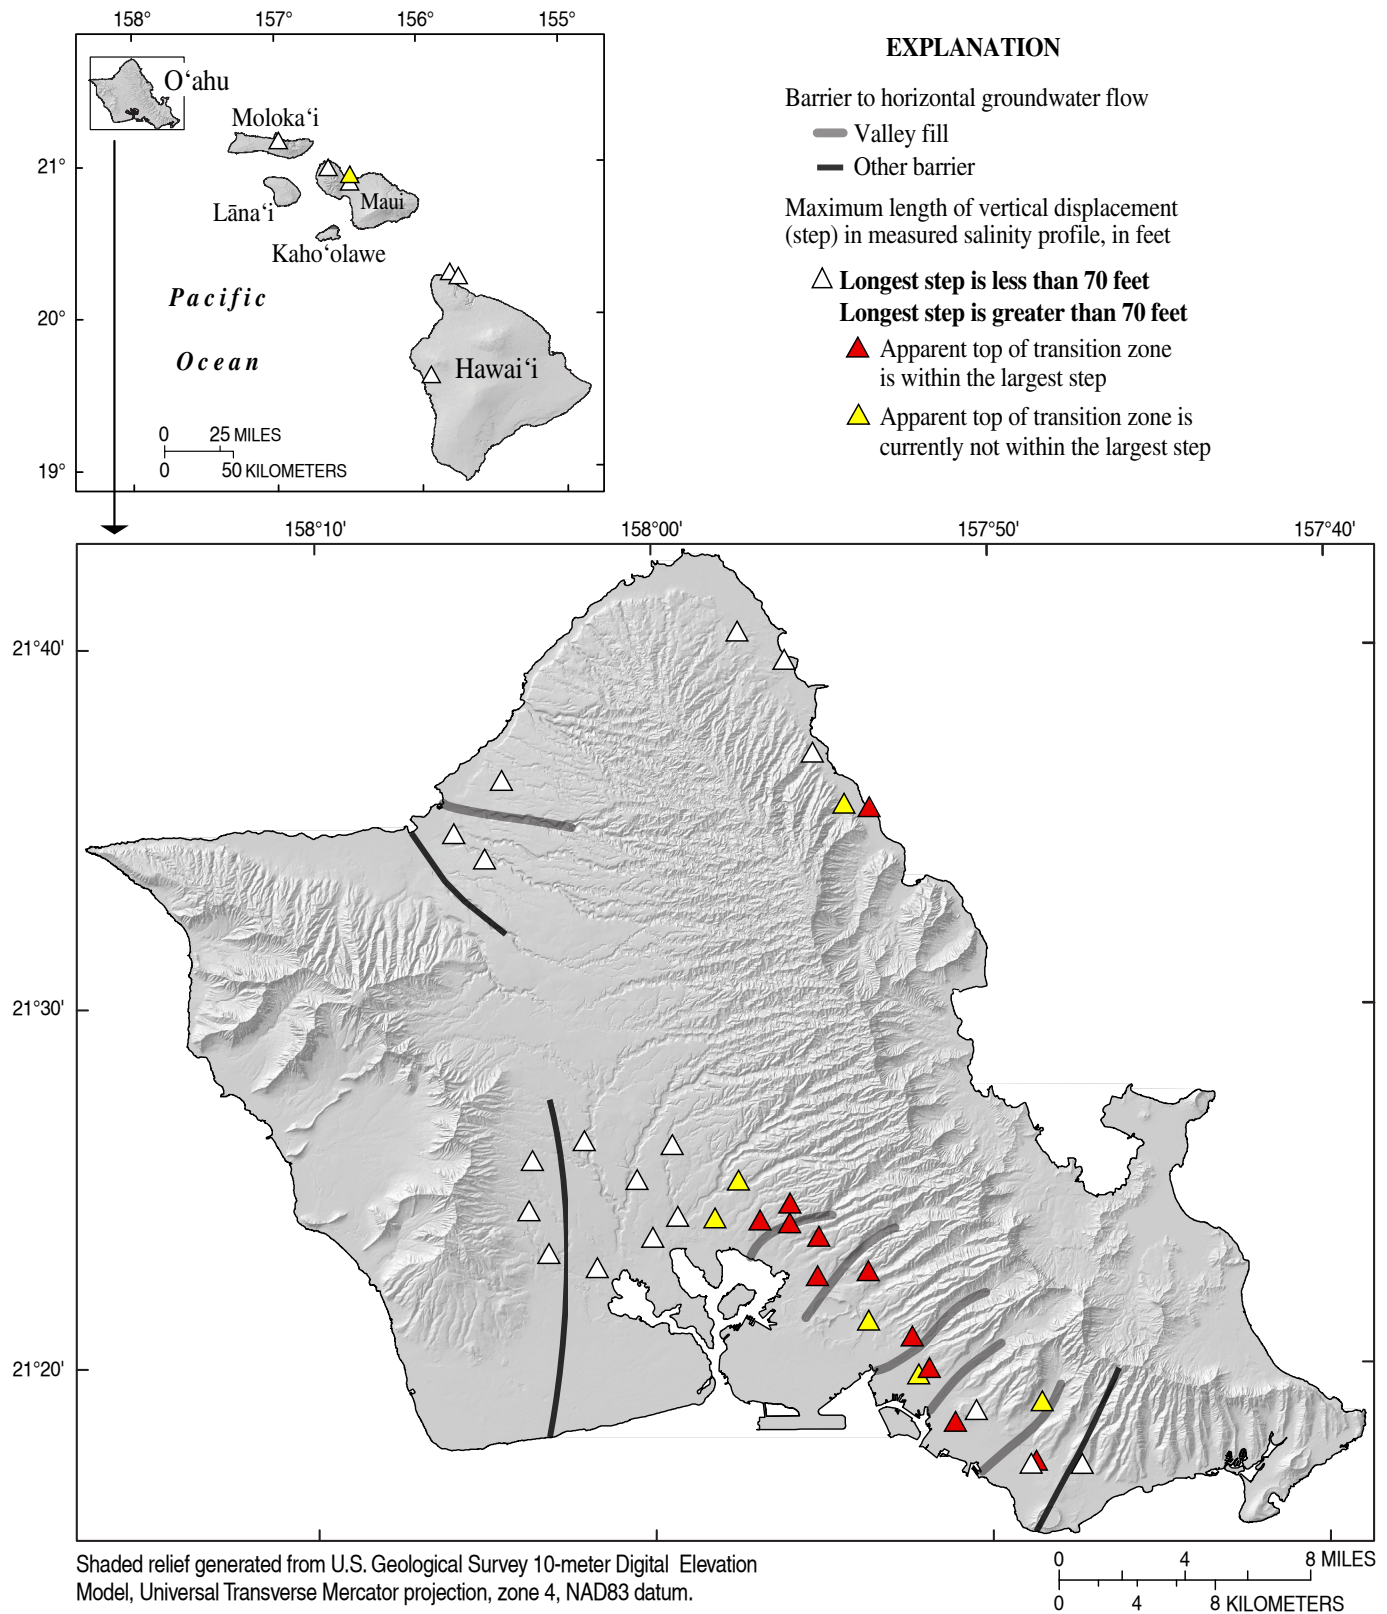 158° 157° 156° 155°
Oʻahu
Molokaʻi
21°
Lānaʻi
Maui
Kahoʻolawe
Pacific
20°
Ocean
Hawaiʻi
0 25 MILES
0 50 KILOMETERS
19°
EXPLANATION
Barrier to horizontal groundwater flow
Valley fill
Other barrier
Maximum length of vertical displacement
(step) in measured salinity profile, in feet
Longest step is less than 70 feet
Longest step is greater than 70 feet
Apparent top of transition zone
is within the largest step
Apparent top of transition zone is
currently not within the largest step
158°10' 158°00' 157°50' 157°40'
21°40'
21°30'
21°20'
Shaded relief generated from U.S. Geological Survey 10-meter Digital Elevation
Model, Universal Transverse Mercator projection, zone 4, NAD83 datum.
0 4 8 MILES
0 4 8 KILOMETERS